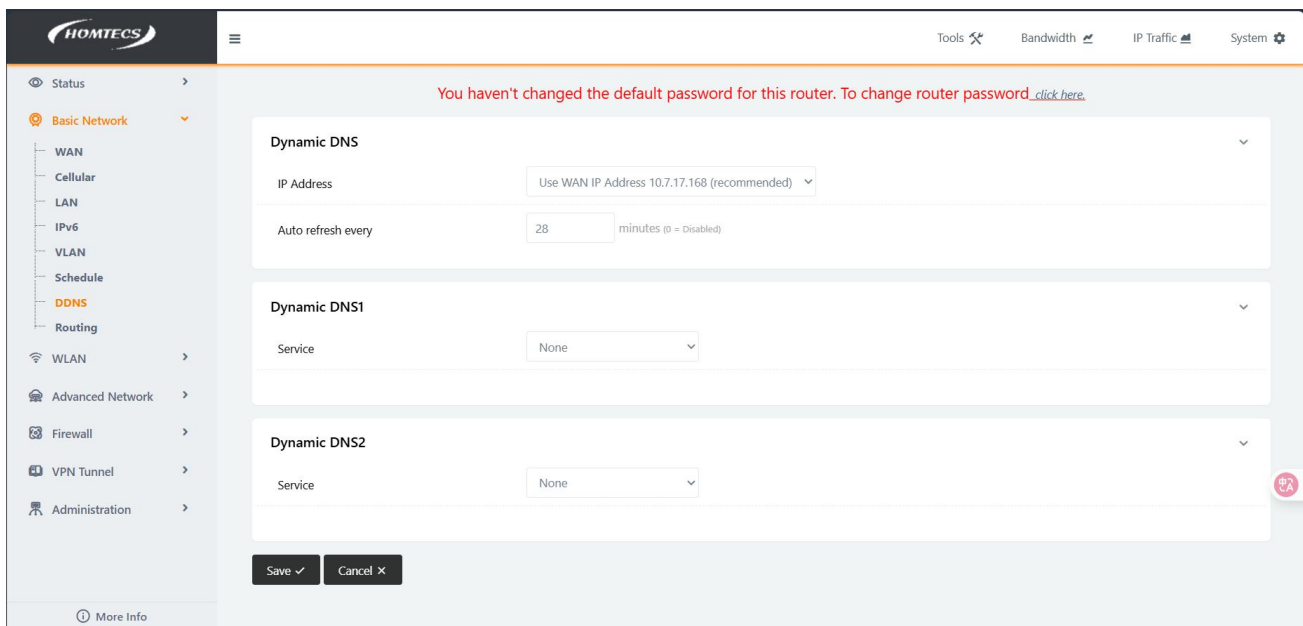 HOMTECS
Tools Bandwidth IP Traffic System
Status
You haven't changed the default password for this router. To change router password click here.
Basic Network
WAN
Cellular
LAN
IPv6
VLAN
Schedule
DDNS
Routing
WLAN
Advanced Network
Firewall
VPN Tunnel
Administration
More Info
Dynamic DNS
IP Address Use WAN IP Address 10.7.17.168 (recommended)
Auto refresh every 28 minutes (0 = Disabled)
Dynamic DNS1
Service None
Dynamic DNS2
Service None
Save Cancel
中A